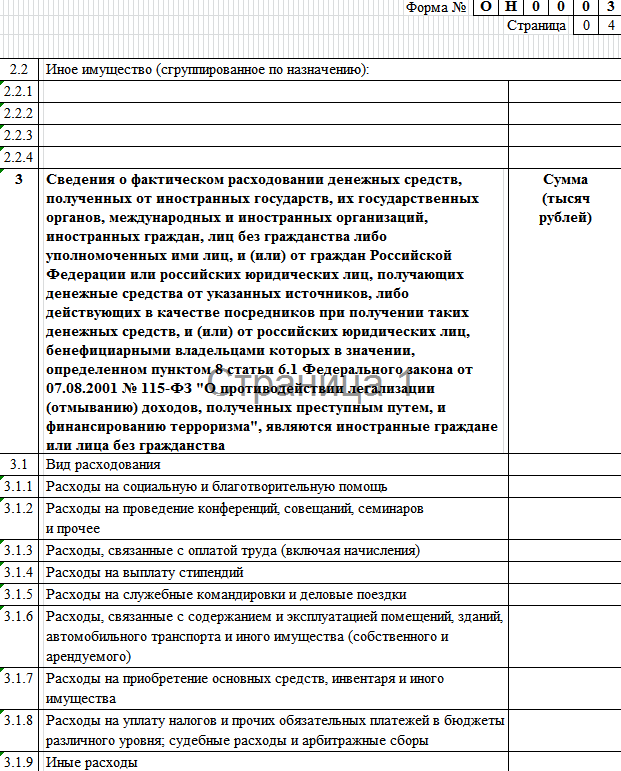 Форма № О Н 0 0 0 3
Страница 0 4
2.2 Иное имущество (сгруппированное по назначению):
2.2.1
2.2.2
2.2.3
2.2.4
3 Сведения о фактическом расходовании денежных средств, Сумма
полученных от иностранных государств, их государственных (тысяч
органов, международных и иностранных организаций, рублей)
иностранных граждан, лиц без гражданства либо
уполномоченных ими лиц, и (или) от граждан Российской
Федерации или российских юридических лиц, получающих
денежные средства от указанных источников, либо
действующих в качестве посредников при получении таких
денежных средств, и (или) от российских юридических лиц,
бенефициарными владельцами которых в значении,
определенном пунктом 8 статьи 6.1 Федерального закона от
Страница 1
07.08.2001 № 115-ФЗ "О противодействии легализации
(отмыванию) доходов, полученных преступным путем, и
финансированию терроризма", являются иностранные граждане
или лица без гражданства
3.1 Вид расходования
3.1.1 Расходы на социальную и благотворительную помощь
3.1.2 Расходы на проведение конференций, совещаний, семинаров
и прочее
3.1.3 Расходы, связанные с оплатой труда (включая начисления)
3.1.4 Расходы на выплату стипендий
3.1.5 Расходы на служебные командировки и деловые поездки
3.1.6 Расходы, связанные с содержанием и эксплуатацией помещений, зданий,
автомобильного транспорта и иного имущества (собственного и
арендуемого)
3.1.7 Расходы на приобретение основных средств, инвентаря и иного
имущества
3.1.8 Расходы на уплату налогов и прочих обязательных платежей в бюджеты
различного уровня; судебные расходы и арбитражные сборы
3.1.9 Иные расходы